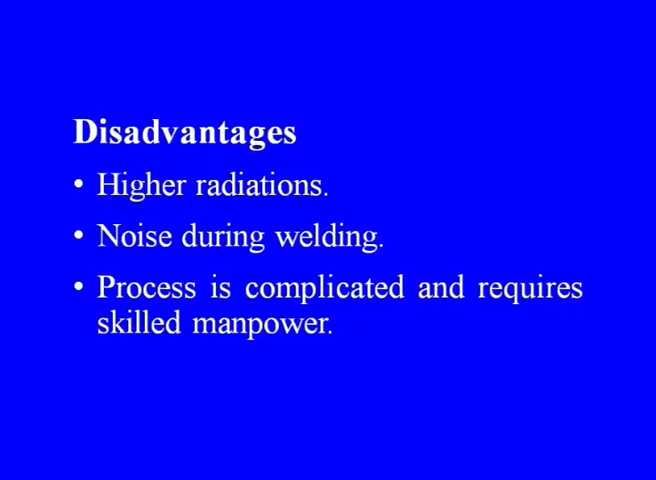 Disadvantages
• Higher radiations.
• Noise during welding.
• Process is complicated and requires
skilled manpower.